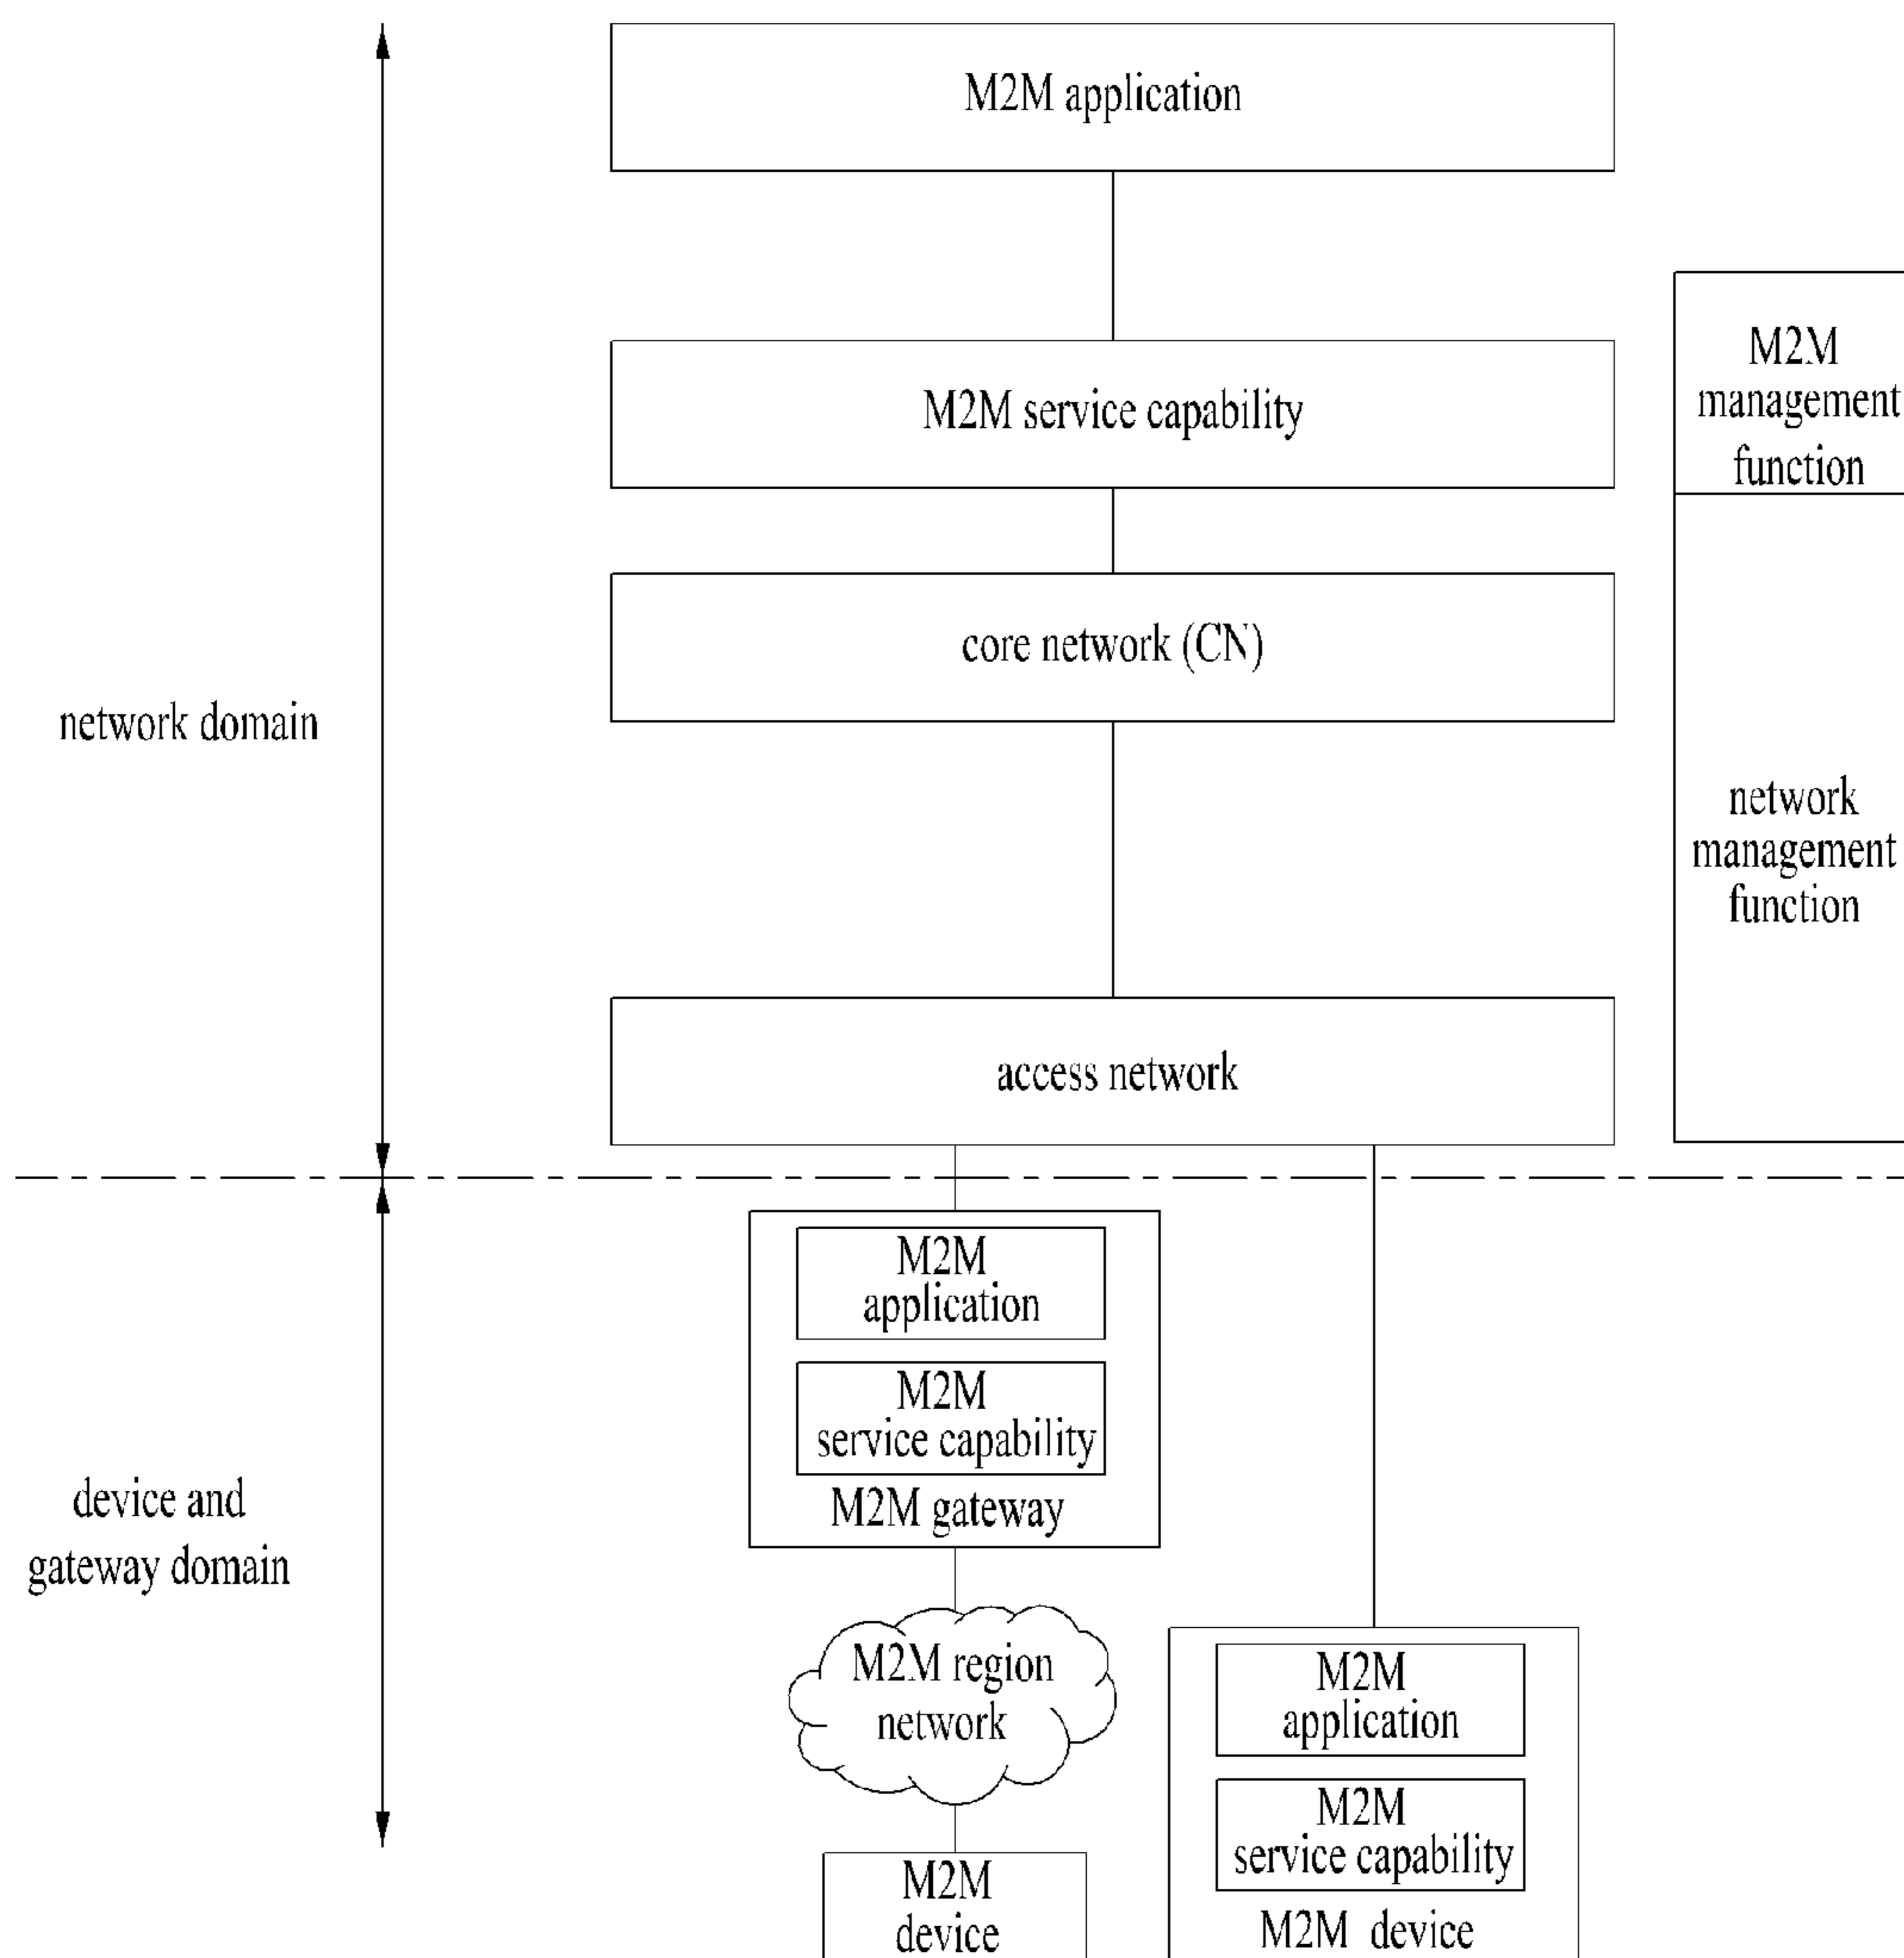 M2M application
M2M service capability
M2M
management
function
core network (CN)
network domain
network
management
function
access network
M2M
application
M2M
service capability
M2M gateway
device and
gateway domain
M2M region
network
M2M
application
M2M
service capability
M2M device
M2M
device